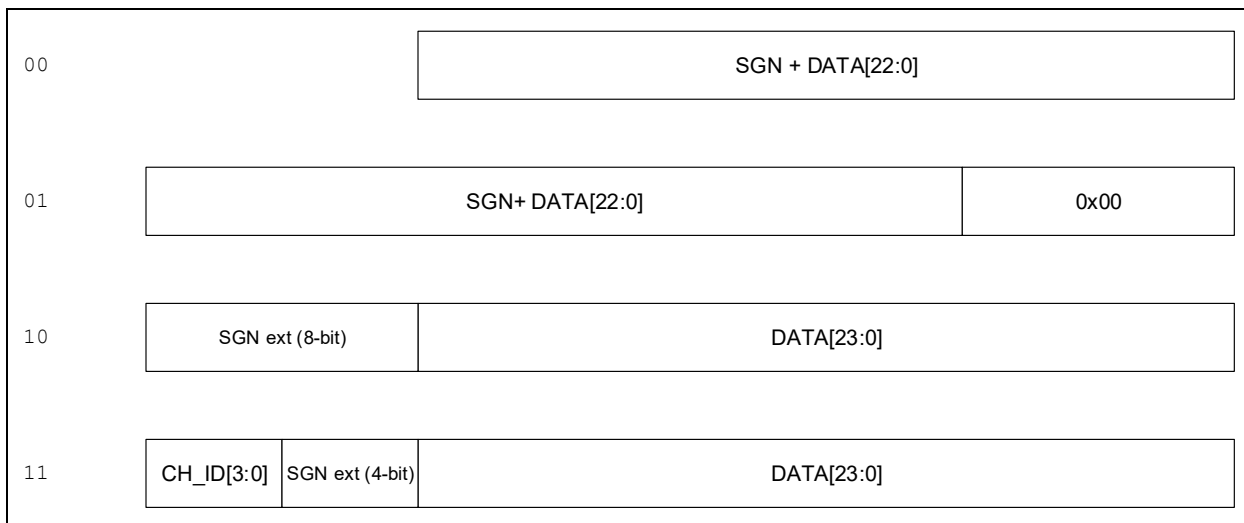 00 SGN + DATA[22:0]
01 SGN+ DATA[22:0] 0x00
10 SGN ext (8-bit) DATA[23:0]
11 CH_ID[3:0] SGN ext (4-bit) DATA[23:0]